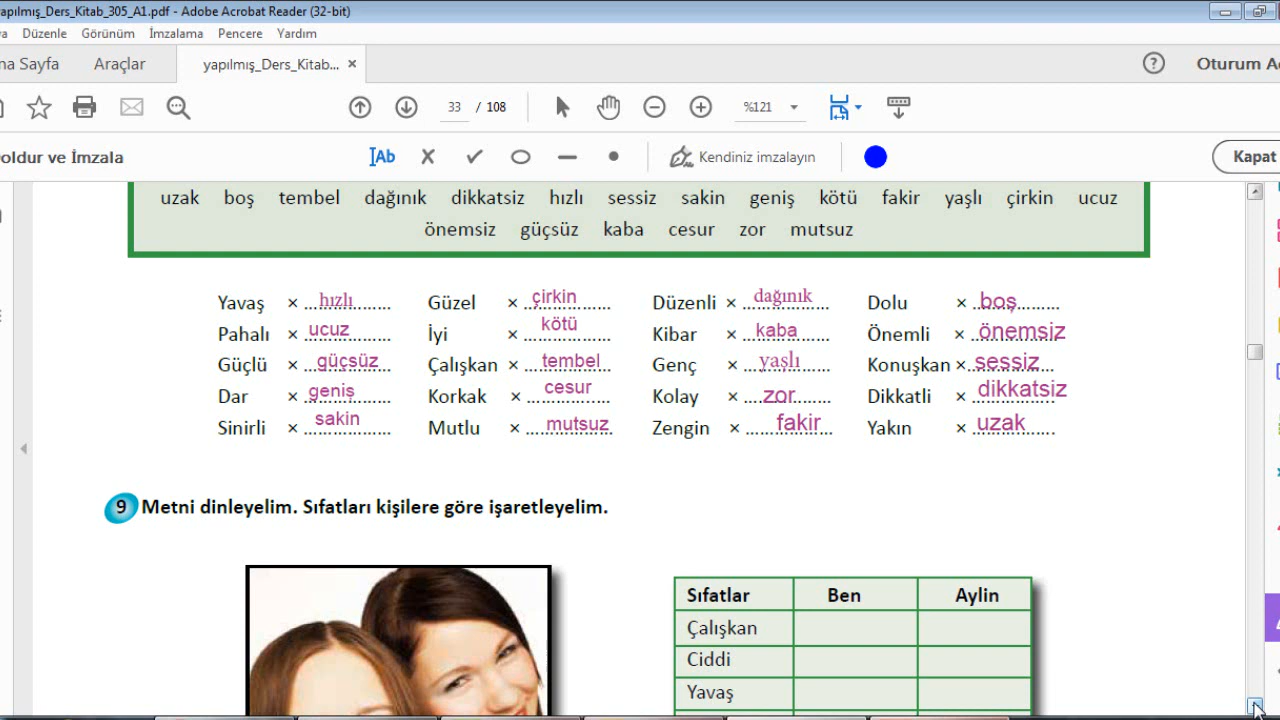 apılmış_Ders_Kitab_305_A1.pdf - Adobe Acrobat Reader (32-bit)
a Düzenle Görünüm İmzalama Pencere Yardım
na Sayfa Araçlar yapılmış_Ders_Kitab... × ? Oturum A
33 / 108 %121
oldur ve İmzala Ab Kendiniz imzalayın Kapat
uzak boş tembel dağınık dikkatsiz hızlı sessiz sakin geniş kötü fakir yaşlı çirkin ucuz
önemsiz güçsüz kaba cesur zor mutsuz
Yavaş × hızlı Güzel × çirkin Düzenli × dağınık Dolu × boş
Pahalı × ucuz İyi × kötü Kibar × kaba Önemli × önemsiz
Güçlü × güçsüz Çalışkan × tembel Genç × yaşlı Konuşkan × sessiz
Dar × geniş Korkak × cesur Kolay × zor Dikkatli × dikkatsiz
Sinirli × sakin Mutlu × mutsuz Zengin × fakir Yakın × uzak
9 Metni dinleyelim. Sıfatları kişilere göre işaretleyelim.
Sıfatlar Ben Aylin
Çalışkan
Ciddi
Yavaş